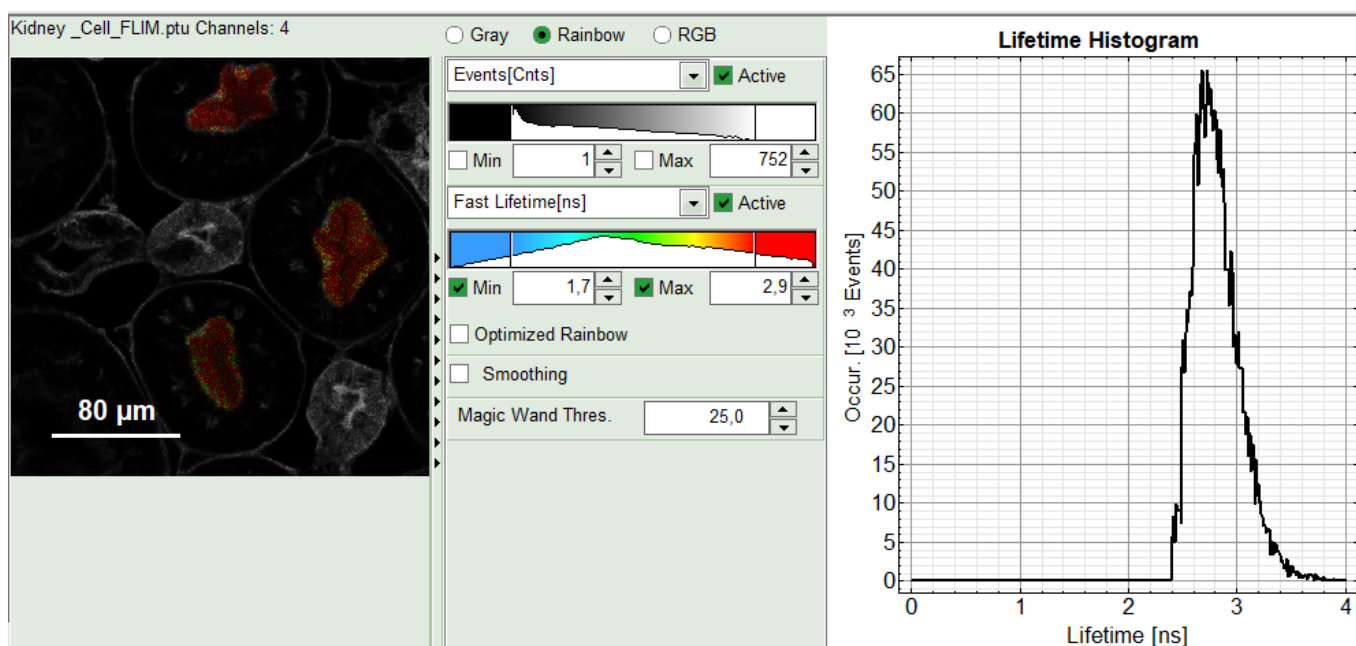 Kidney _Cell_FLIM.ptu Channels: 4
80 µm
Gray Rainbow RGB
Events[Cnts] Active
Min 1 Max 752
Fast Lifetime[ns] Active
Min 1,7 Max 2,9
Optimized Rainbow
Smoothing
Magic Wand Thres. 25,0
Lifetime Histogram
Occur. [10 ³ Events]
65
60
55
50
45
40
35
30
25
20
15
10
5
0
0 1 2 3 4
Lifetime [ns]